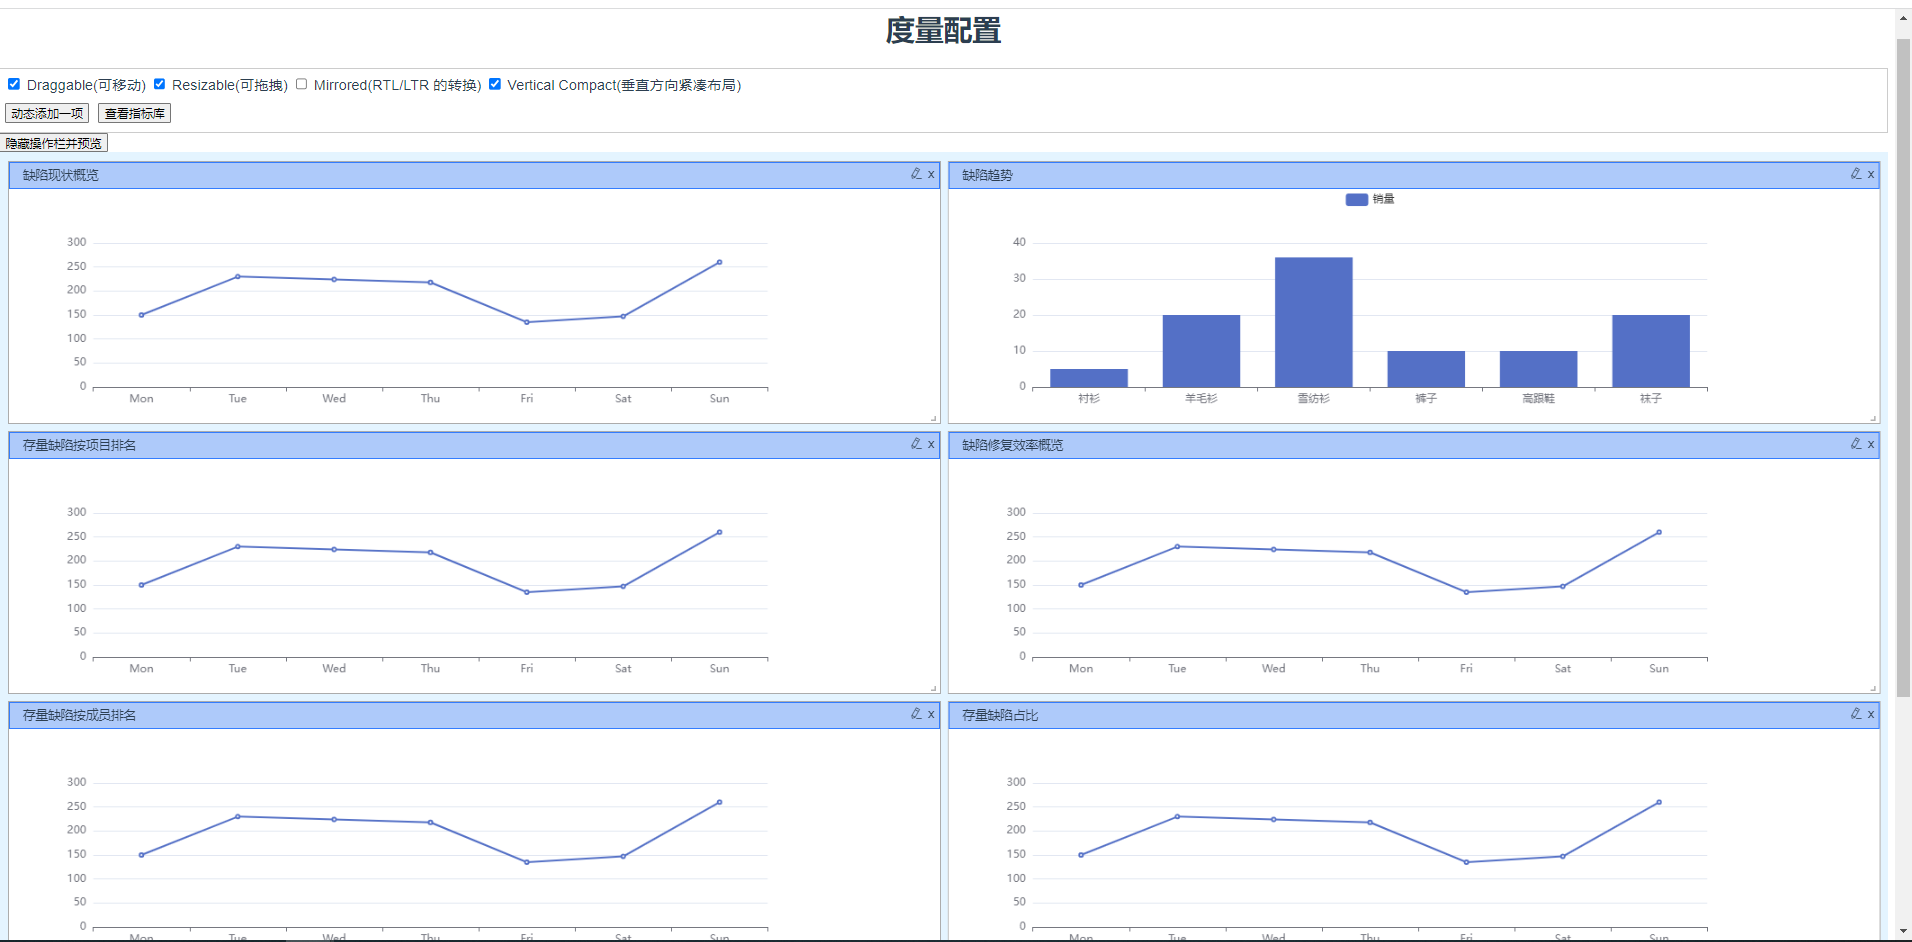 度量配置
Draggable(可移动) Resizable(可拖拽) Mirrored(RTL/LTR 的转换) Vertical Compact(垂直方向紧凑布局)
动态添加一项 查看指标库
隐藏操作栏并预览
缺陷现状概览 x
300
250
200
150
100
50
0
Mon Tue Wed Thu Fri Sat Sun
缺陷趋势 x
销量
40
30
20
10
0
衬衫 羊毛衫 雪纺衫 裤子 高跟鞋 袜子
存量缺陷按项目排名 x
300
250
200
150
100
50
0
Mon Tue Wed Thu Fri Sat Sun
缺陷修复效率概览 x
300
250
200
150
100
50
0
Mon Tue Wed Thu Fri Sat Sun
存量缺陷按成员排名 x
300
250
200
150
100
50
0
Mon Tue Wed Thu Fri Sat Sun
存量缺陷占比 x
300
250
200
150
100
50
0
Mon Tue Wed Thu Fri Sat Sun